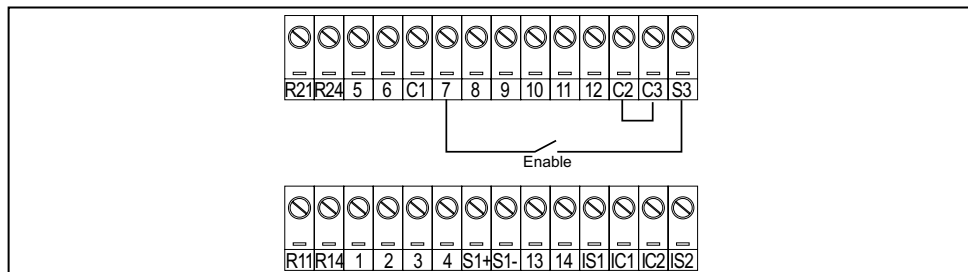 R21 R24 5 6 C1 7 8 9 10 11 12 C2 C3 S3
Enable
R11 R14 1 2 3 4 S1+ S1- 13 14 IS1 IC1 IC2 IS2